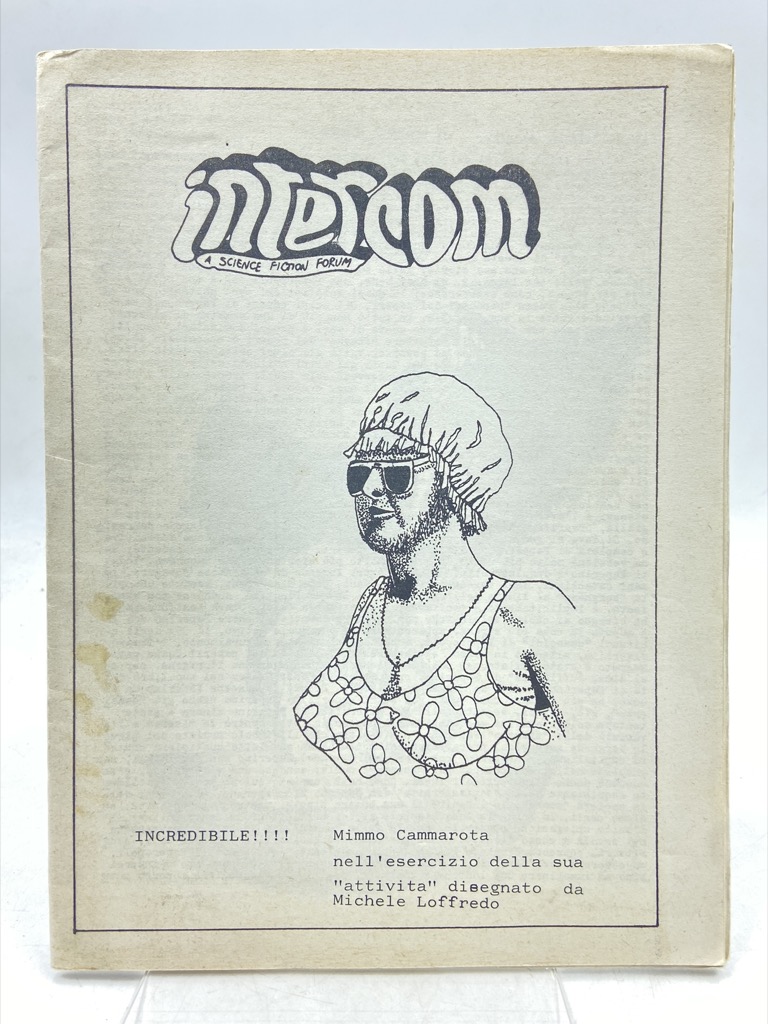 intercom
A SCIENCE FICTION FORUM
INCREDIBILE!!!! Mimmo Cammarota
nell'esercizio della sua
"attivita" disegnato da
Michele Loffredo